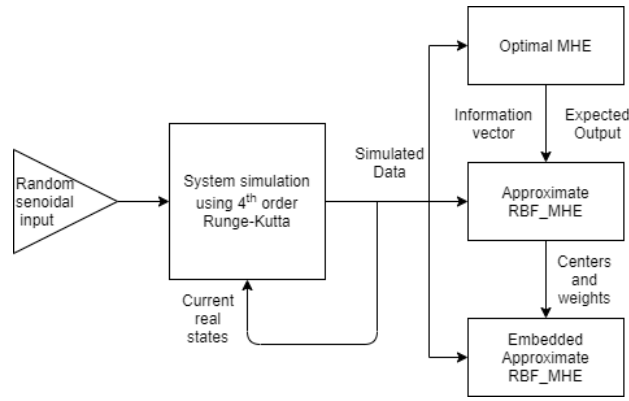 Random
senoidal
input
System simulation
using 4th order
Runge-Kutta
Current
real
states
Simulated
Data
Optimal MHE
Information
vector
Expected
Output
Approximate
RBF_MHE
Centers
and
weights
Embedded
Approximate
RBF_MHE